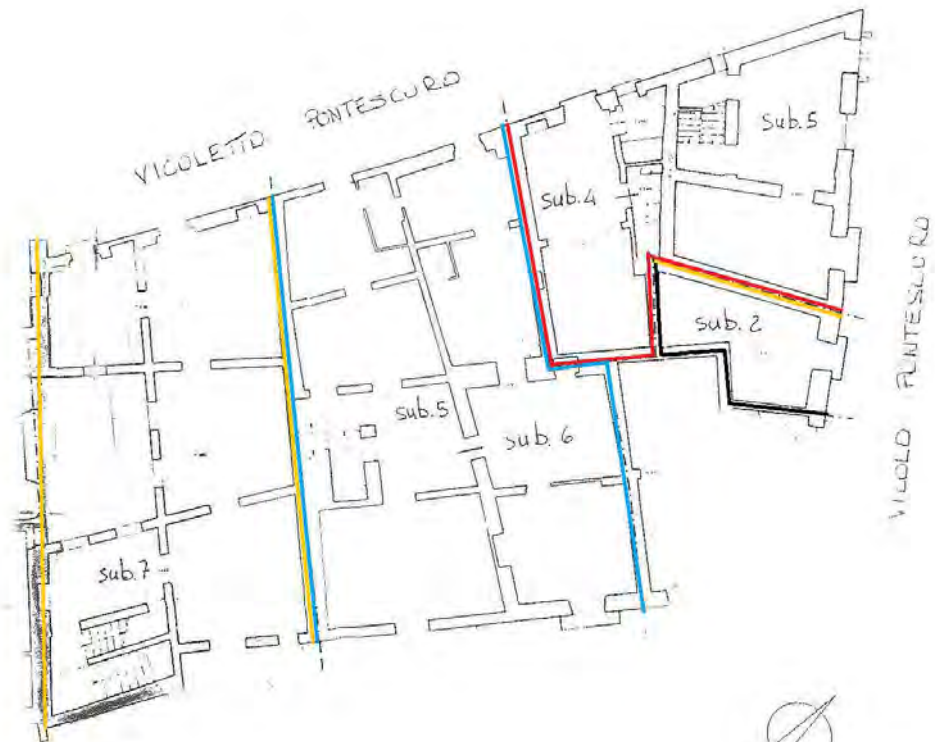 VICOLETTO PONTESCURO
sub.5
sub.4
VICOLO PONTESCURO
sub. 2
sub.5
sub. 6
sub.7